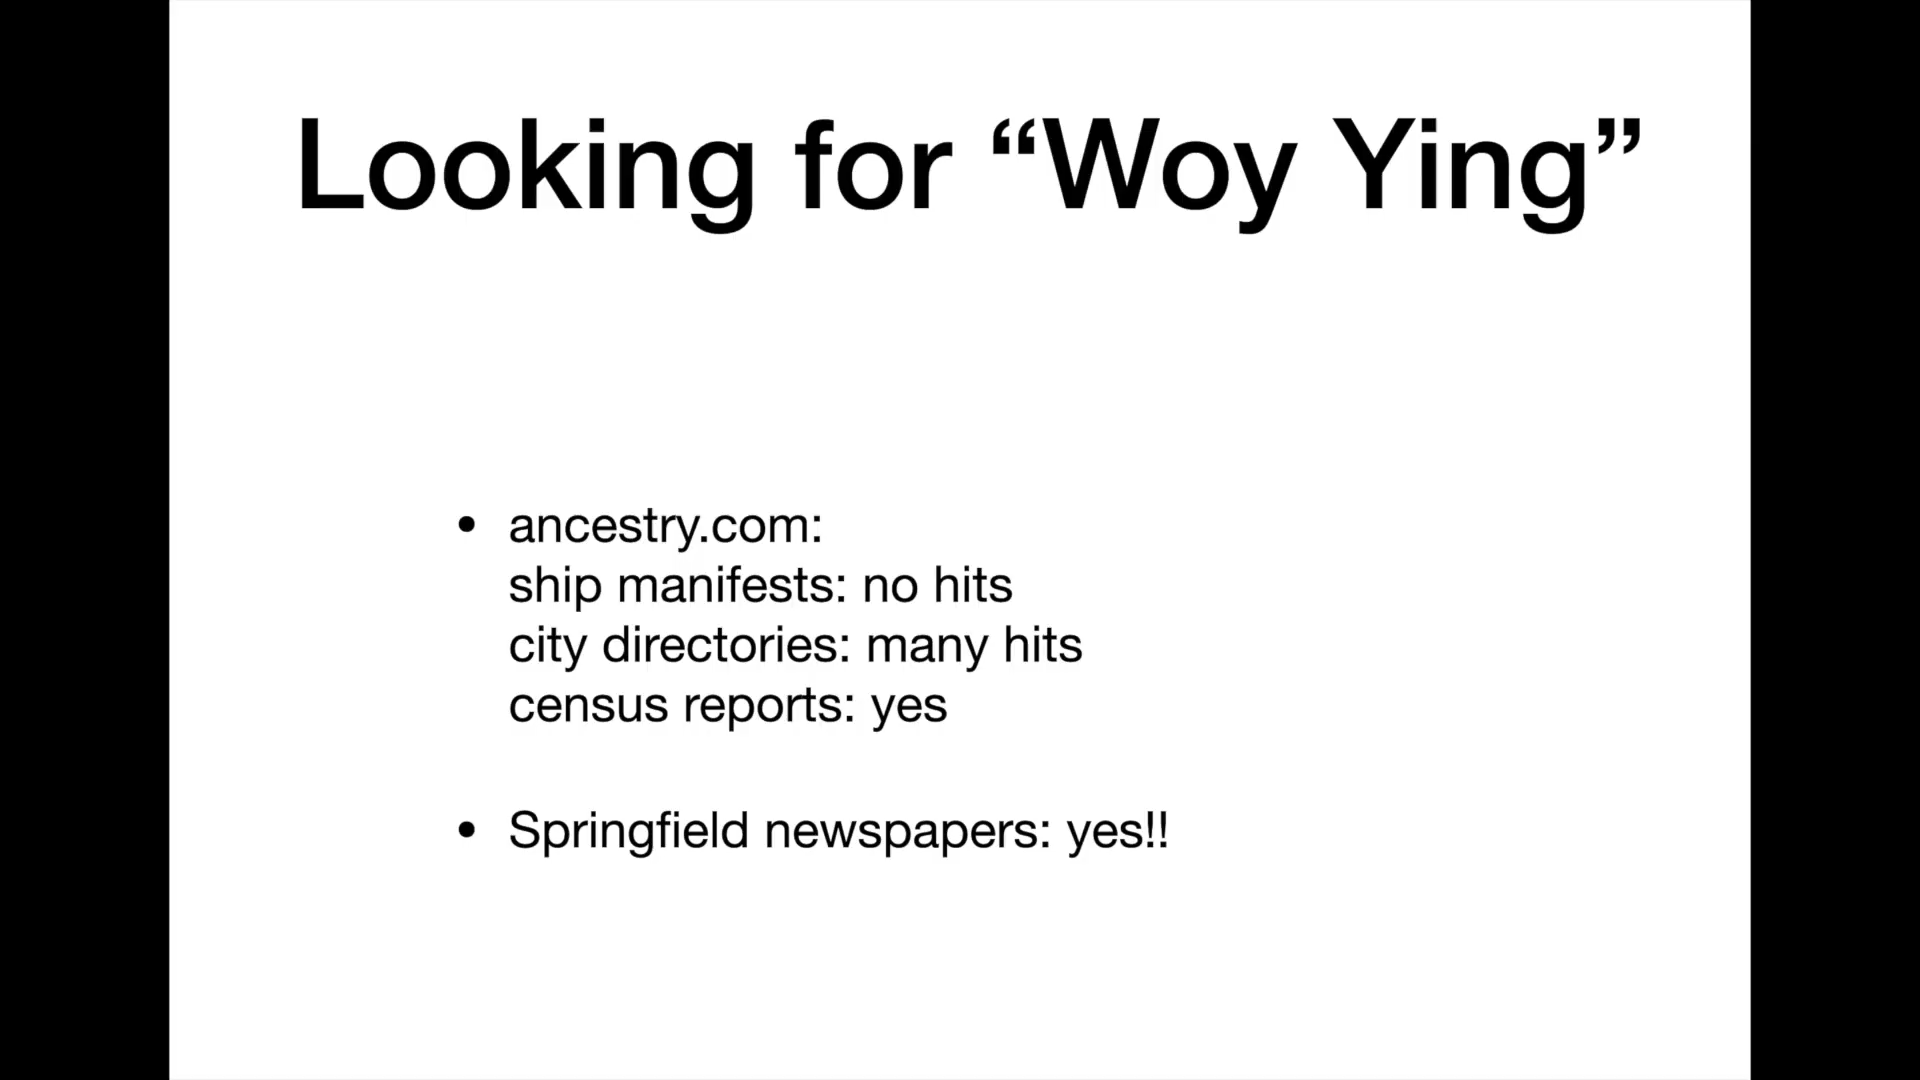 Looking for “Woy Ying”
• ancestry.com:
ship manifests: no hits
city directories: many hits
census reports: yes
• Springfield newspapers: yes!!